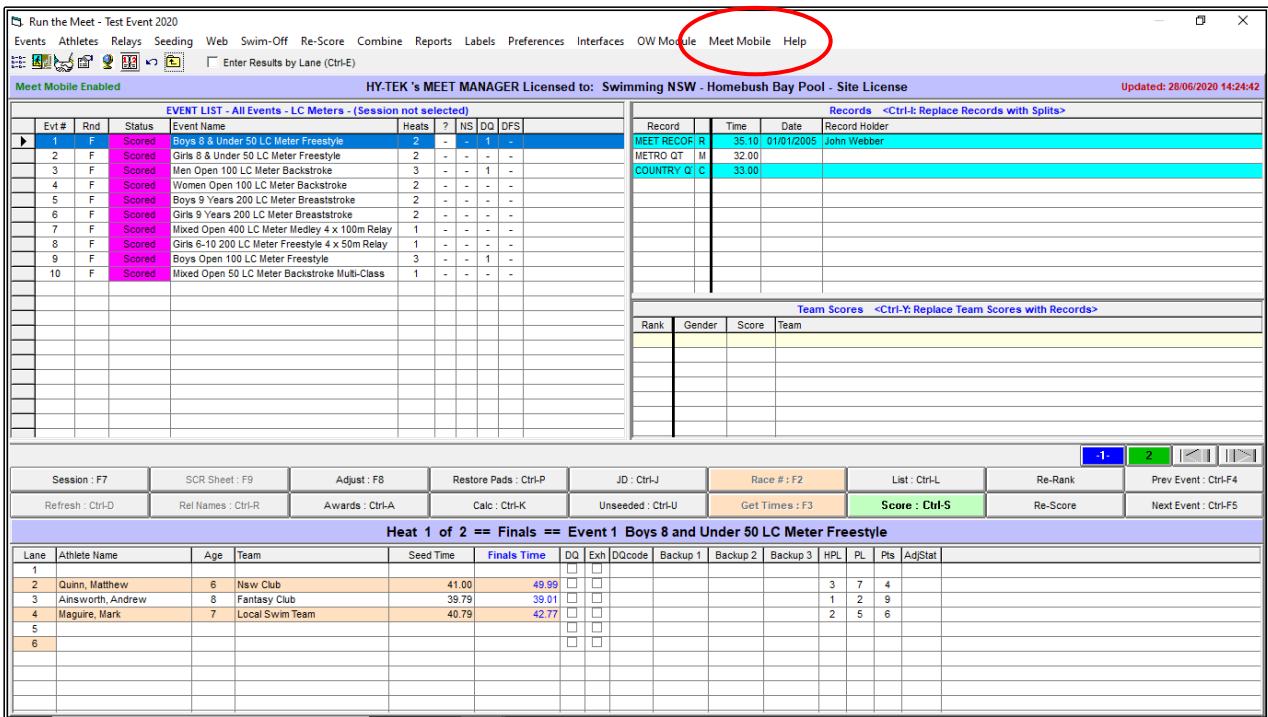 Run the Meet - Test Event 2020
Events Athletes Relays Seeding Web Swim-Off Re-Score Combine Reports Labels Preferences Interfaces OW Module Meet Mobile Help
Enter Results by Lane (Ctrl-E)
Meet Mobile Enabled HY-TEK 's MEET MANAGER Licensed to: Swimming NSW - Homebush Bay Pool - Site License Updated: 28/06/2020 14:24:42
EVENT LIST - All Events - LC Meters - (Session not selected)
Evt # Rnd Status Event Name Heats ? NS DQ DFS
1 F Scored Boys 8 & Under 50 LC Meter Freestyle 2 - - 1 -
2 F Scored Girls 8 & Under 50 LC Meter Freestyle 2 - - - -
3 F Scored Men Open 100 LC Meter Backstroke 3 - - 1 -
4 F Scored Women Open 100 LC Meter Backstroke 2 - - - -
5 F Scored Boys 9 Years 200 LC Meter Breaststroke 2 - - - -
6 F Scored Girls 9 Years 200 LC Meter Breaststroke 2 - - - -
7 F Scored Mixed Open 400 LC Meter Medley 4 x 100m Relay 1 - - - -
8 F Scored Girls 6-10 200 LC Meter Freestyle 4 x 50m Relay 1 - - - -
9 F Scored Boys Open 100 LC Meter Freestyle 3 - - 1 -
10 F Scored Mixed Open 50 LC Meter Backstroke Multi-Class 1 - - - -
Records <Ctrl-I: Replace Records with Splits>
Record Time Date Record Holder
MEET RECOR R 35.10 01/01/2005 John Webber
METRO QT M 32.00
COUNTRY Q C 33.00
Team Scores <Ctrl-Y: Replace Team Scores with Records>
Rank Gender Score Team
-1- 2
Session : F7 SCR Sheet : F9 Adjust : F8 Restore Pads : Ctrl-P JD : Ctrl-J Race # : F2 List : Ctrl-L Re-Rank Prev Event : Ctrl-F4
Refresh : Ctrl-D Rel Names : Ctrl-R Awards : Ctrl-A Calc : Ctrl-K Unseeded : Ctrl-U Get Times : F3 Score : Ctrl-S Re-Score Next Event : Ctrl-F5
Heat 1 of 2 == Finals == Event 1 Boys 8 and Under 50 LC Meter Freestyle
Lane Athlete Name Age Team Seed Time Finals Time DQ Exh DQcode Backup 1 Backup 2 Backup 3 HPL PL Pts AdjStat
1
2 Quinn, Matthew 6 Nsw Club 41.00 49.99 3 7 4
3 Ainsworth, Andrew 8 Fantasy Club 39.79 39.01 1 2 9
4 Maguire, Mark 7 Local Swim Team 40.79 42.77 2 5 6
5
6